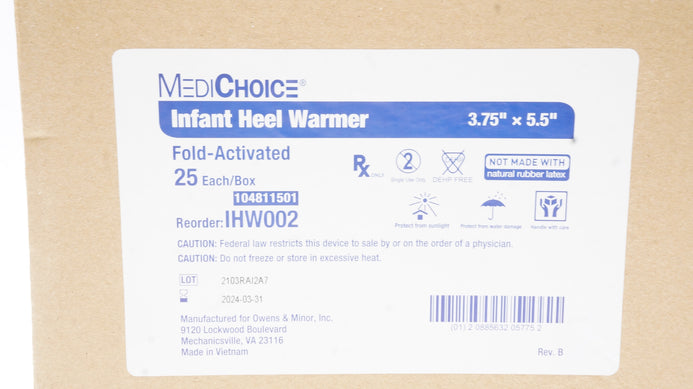 MEDICHOICE®
Infant Heel Warmer 3.75" × 5.5"
Fold-Activated
25 Each/Box
104811501
Reorder: IHW002
Rx ONLY
2
Single Use Only
DEHP FREE
NOT MADE WITH
natural rubber latex
Protect from sunlight
Protect from water damage
Handle with care
CAUTION: Federal law restricts this device to sale by or on the order of a physician.
CAUTION: Do not freeze or store in excessive heat.
LOT 2103RAI2A7
2024-03-31
Manufactured for Owens & Minor, Inc.
9120 Lockwood Boulevard
Mechanicsville, VA 23116
Made in Vietnam
(01) 2 0885632 05775 2
Rev. B